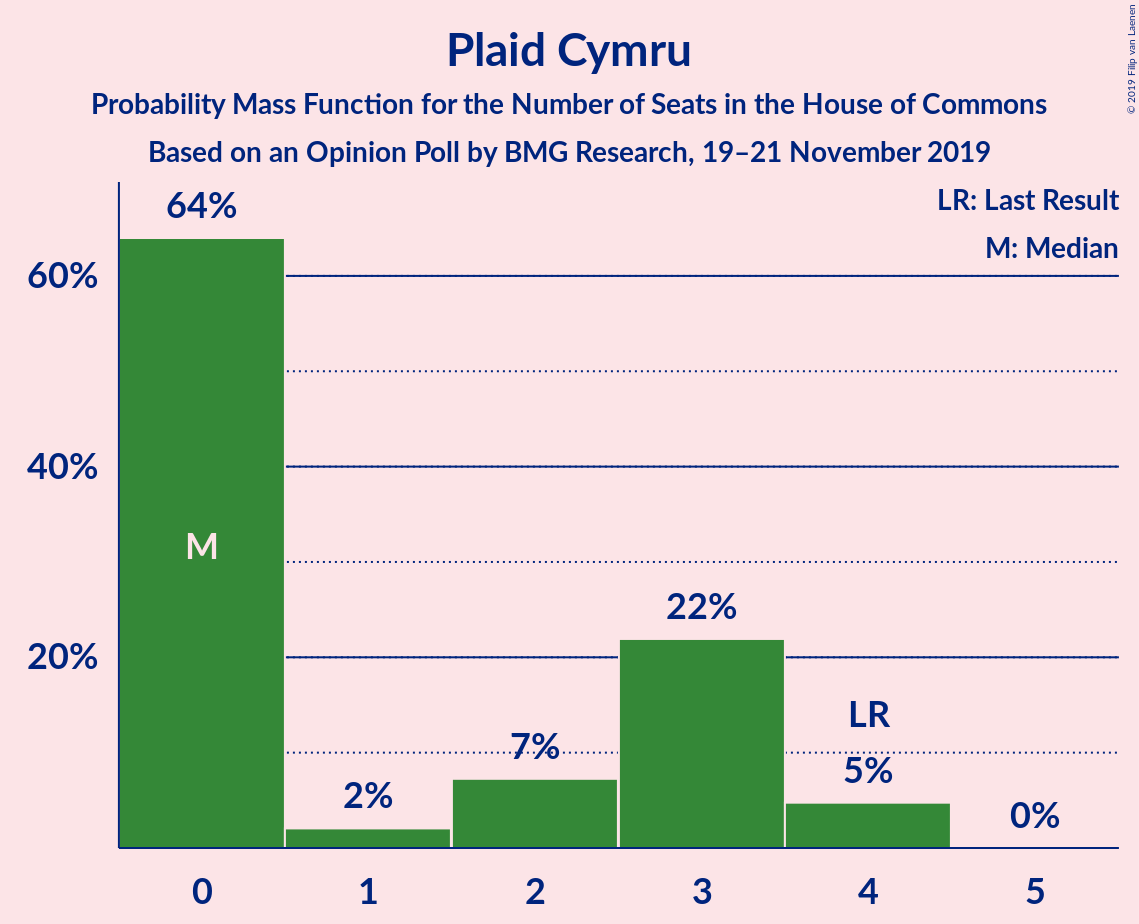 Plaid Cymru
Probability Mass Function for the Number of Seats in the House of Commons
Based on an Opinion Poll by BMG Research, 19–21 November 2019
© 2019 Filip van Laenen
LR: Last Result
M: Median
64%
60%
40%
20%
M
2%
7%
22%
LR
5%
0%
0 1 2 3 4 5